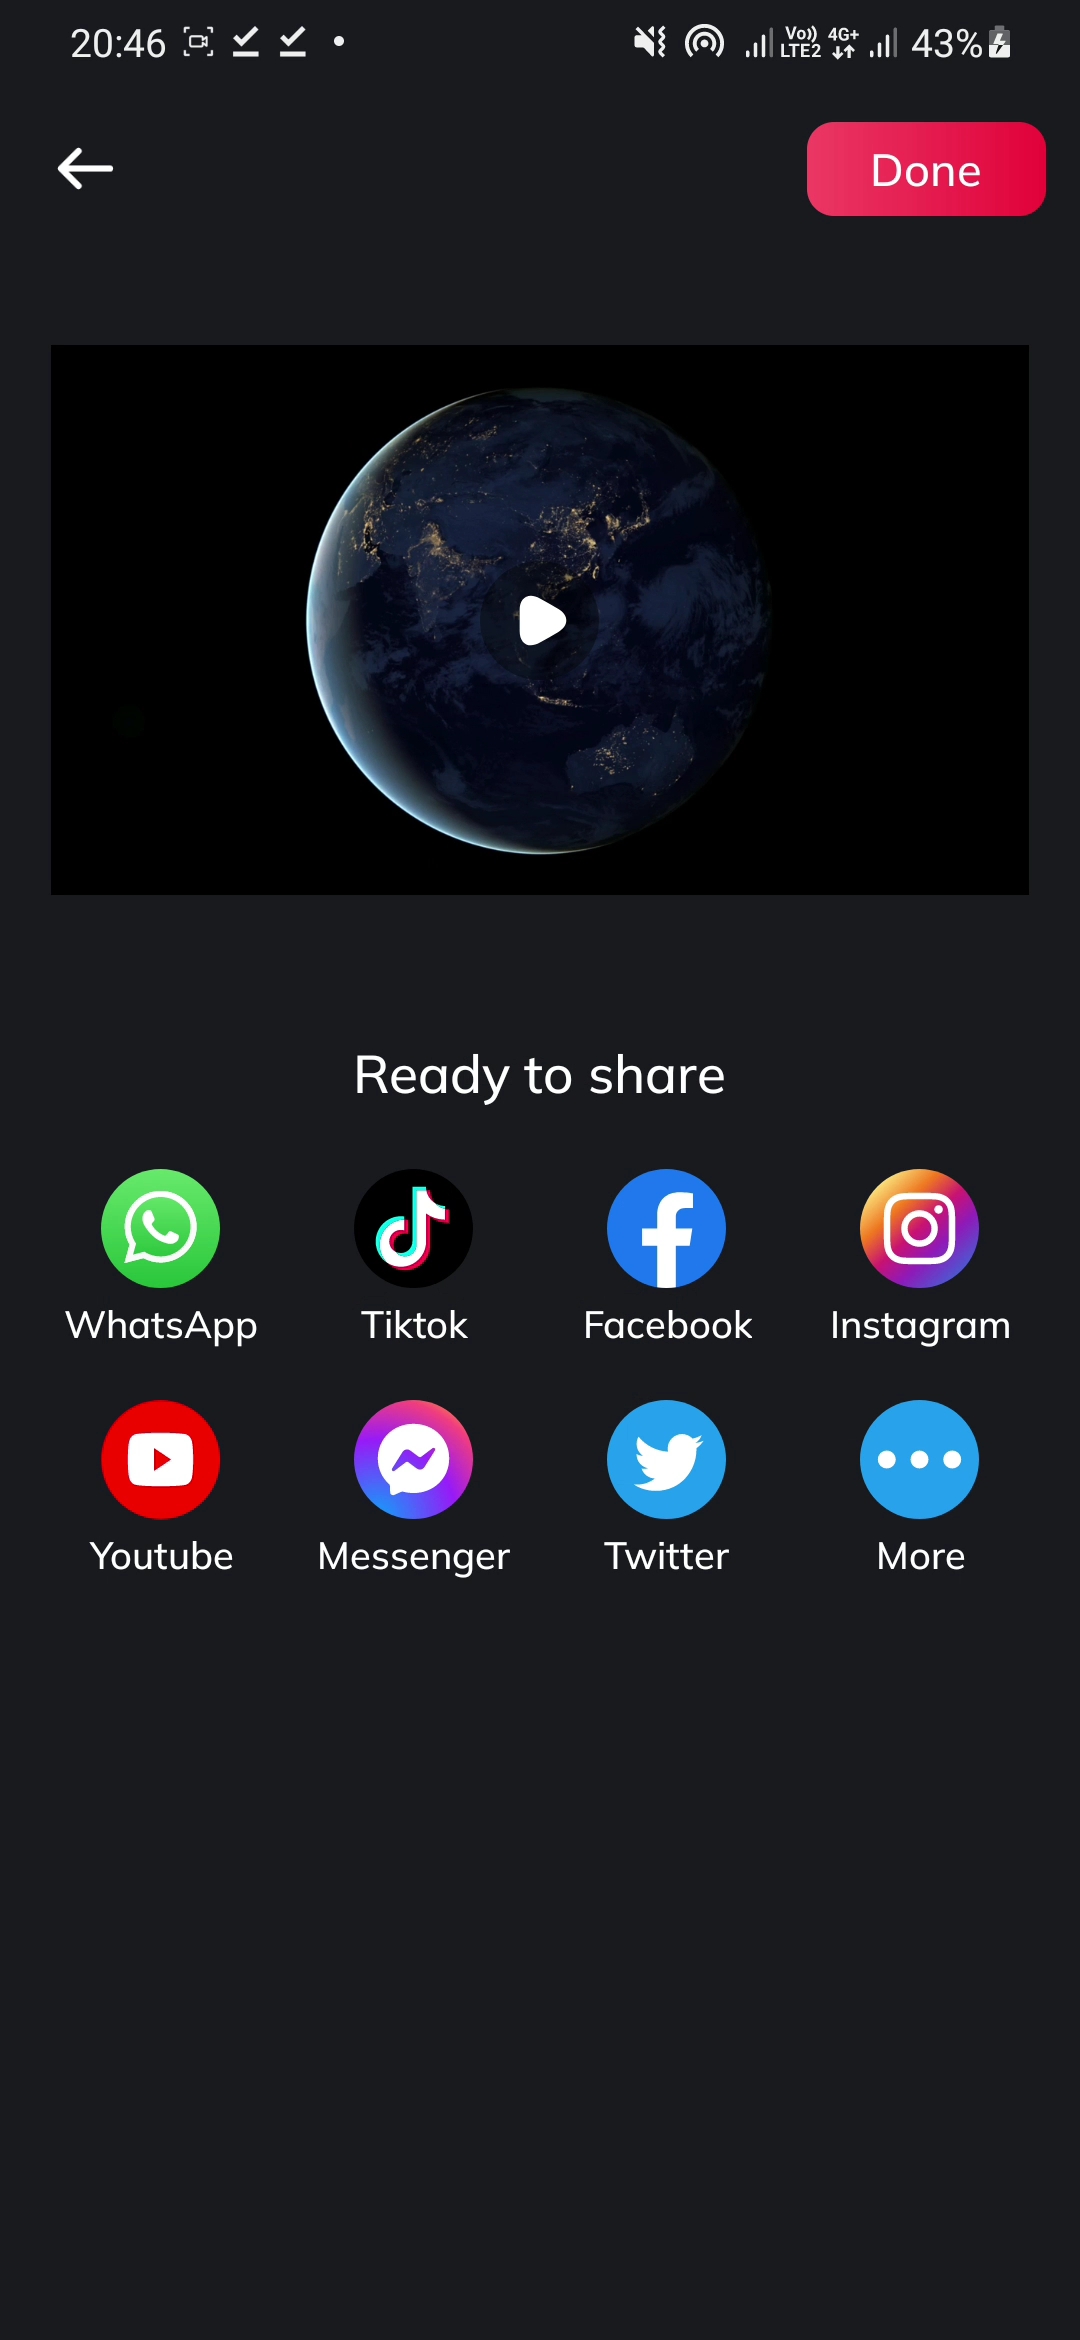 20:46 Vo)) LTE2 4G+ 43%
Done
Ready to share
WhatsApp Tiktok Facebook Instagram
Youtube Messenger Twitter More